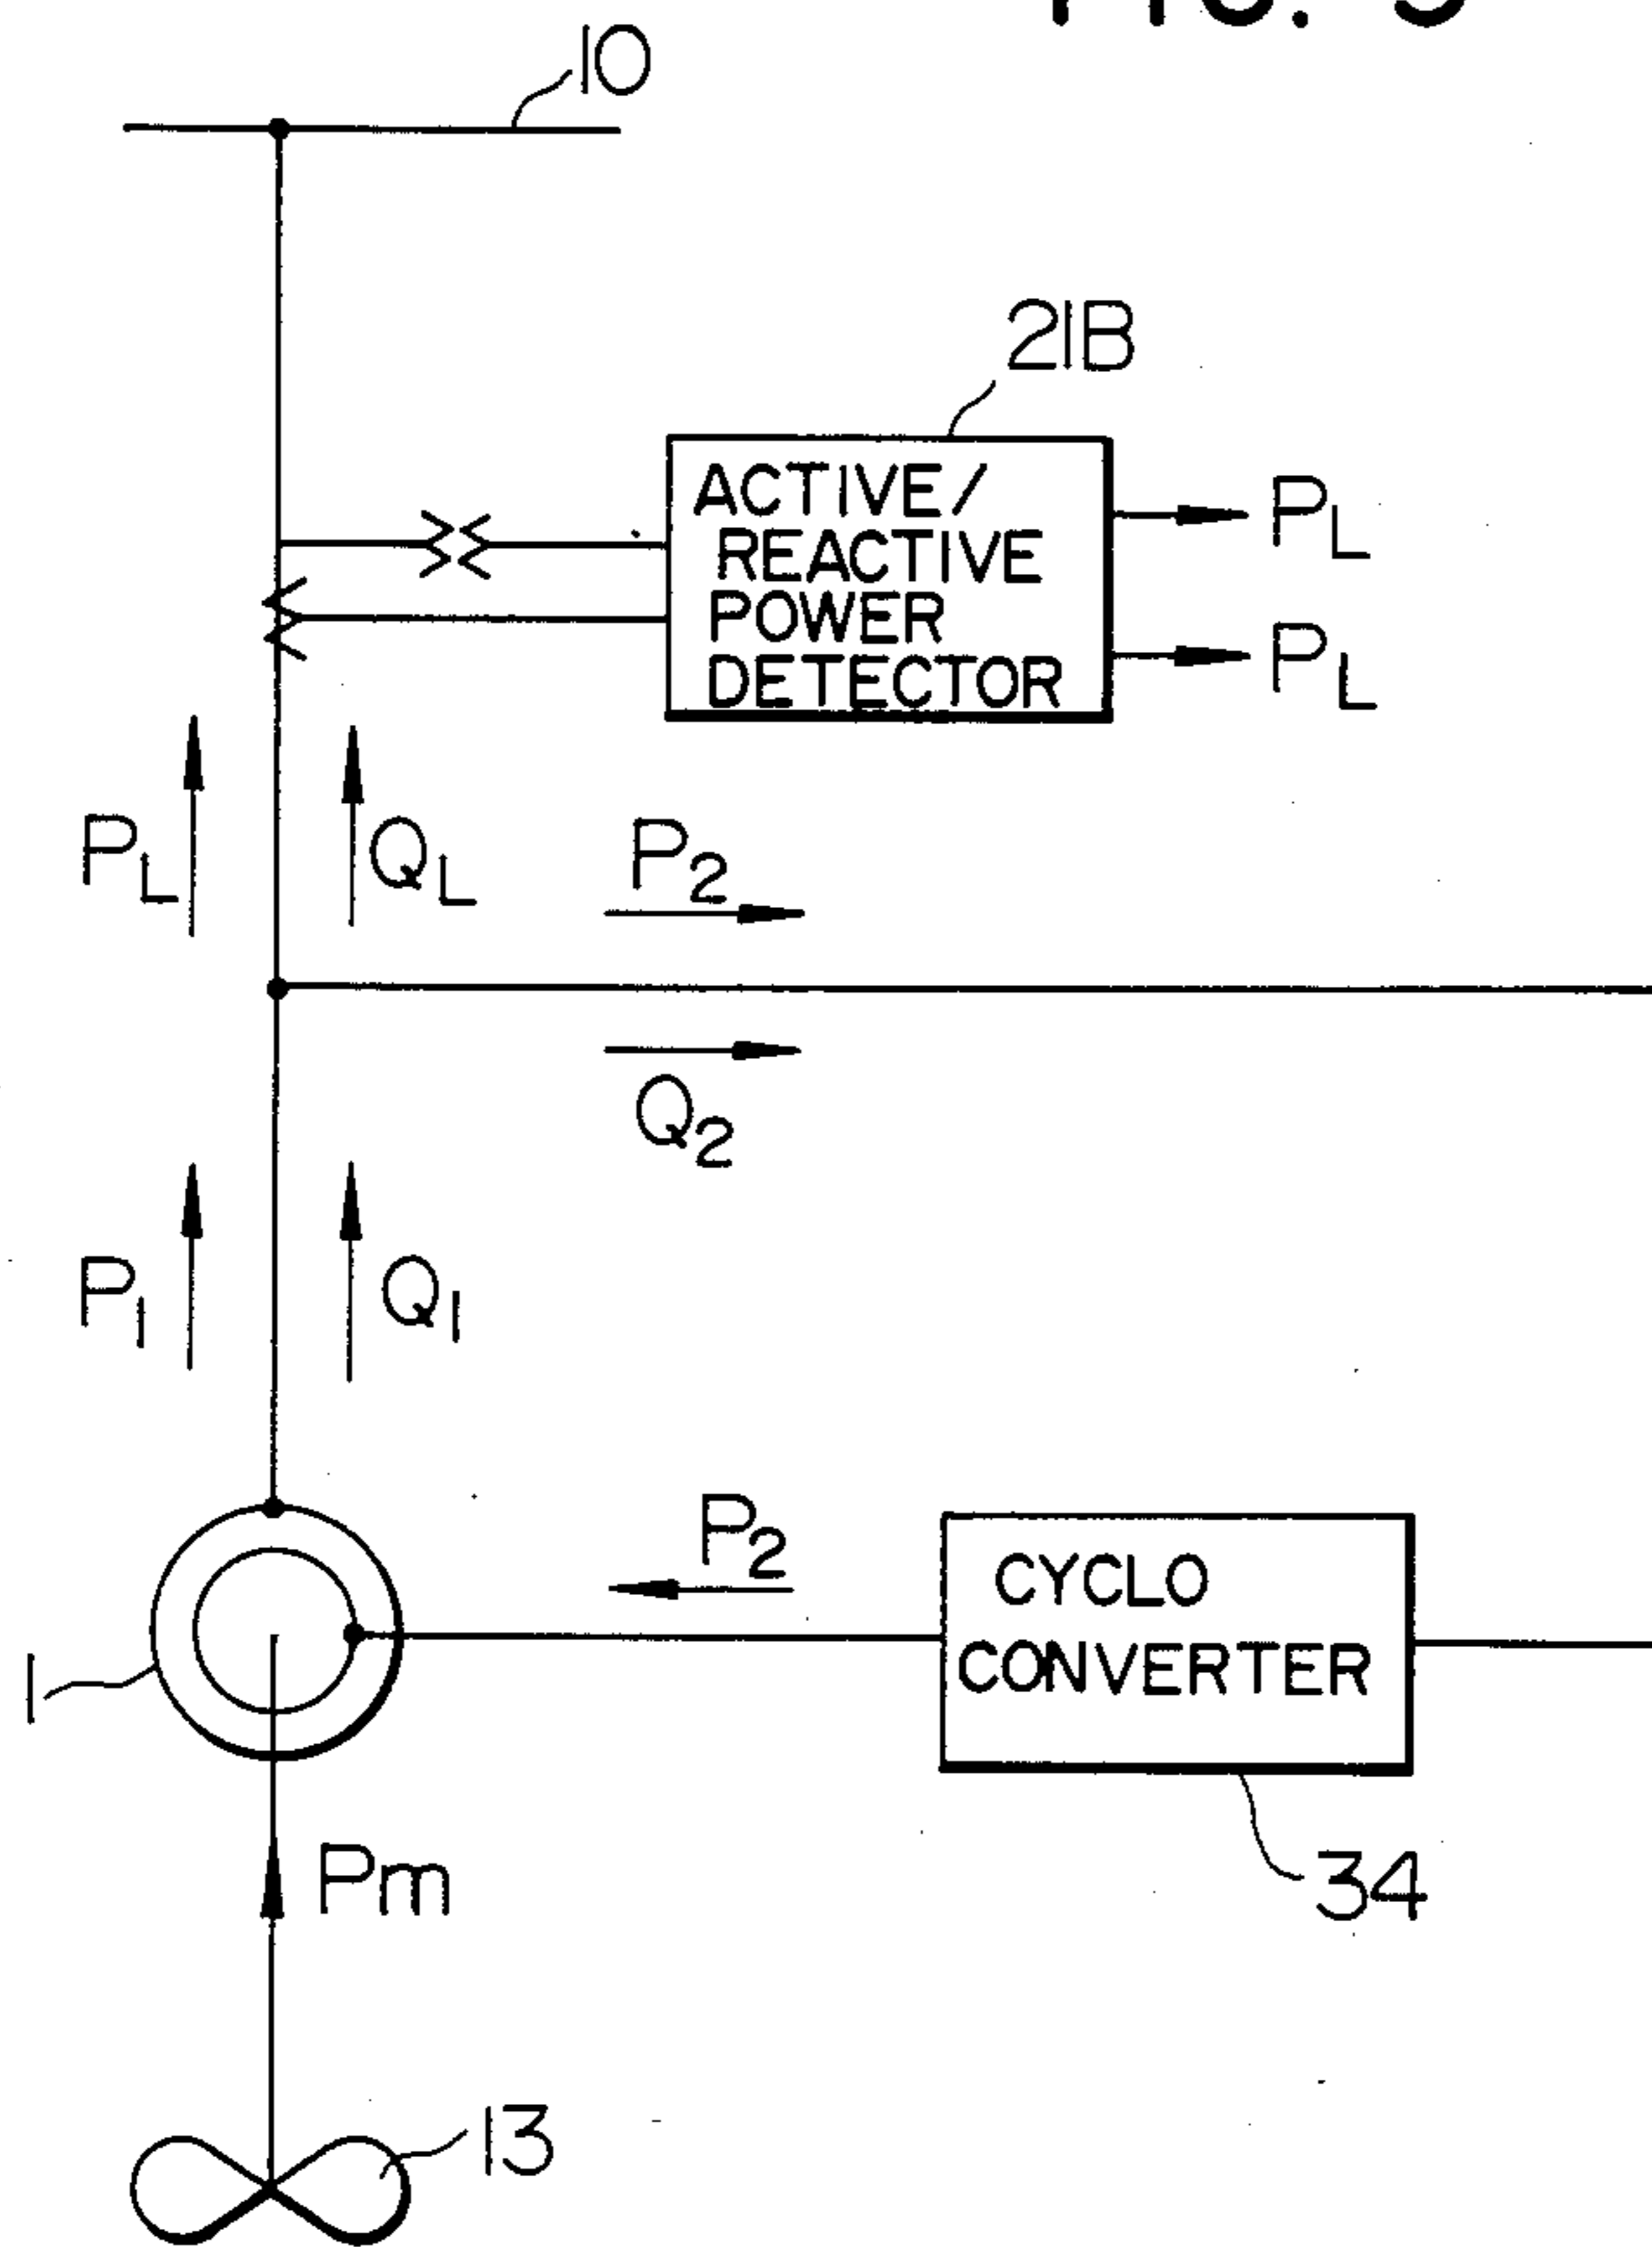 10
21B
ACTIVE/
REACTIVE
POWER
DETECTOR
PL
PL
PL
QL
P2
Q2
P1
Q1
P2
CYCLO
CONVERTER
1
34
Pm
13